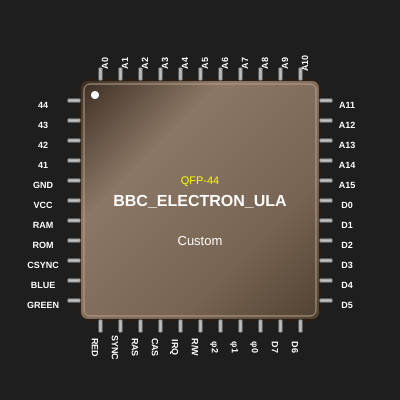 A0
A1
A2
A3
A4
A5
A6
A7
A8
A9
A10
44
43
42
41
GND
VCC
RAM
ROM
CSYNC
BLUE
GREEN
QFP-44
BBC_ELECTRON_ULA
Custom
A11
A12
A13
A14
A15
D0
D1
D2
D3
D4
D5
RED
SYNC
RAS
CAS
IRQ
R/W
φ2
φ1
φ0
D7
D6